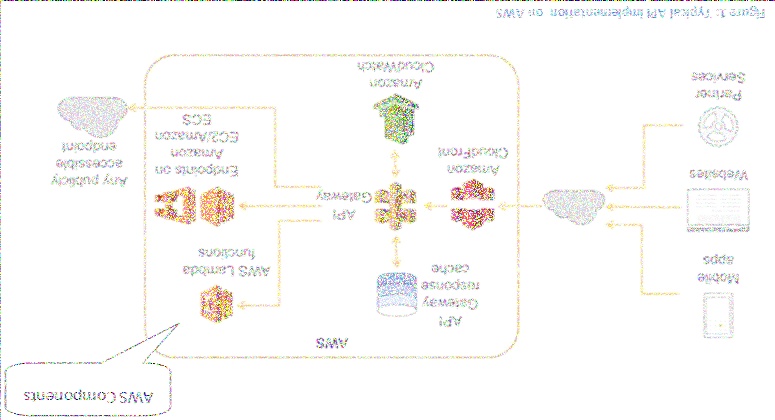 AWS Components
AWS
Mobile
apps
API
Gateway
response
cache
AWS Lambda
functions
Websites
Amazon
CloudFront
API
Gateway
Endpoints on
Amazon
EC2/Amazon
ECS
Any publicly
accessible
endpoint
Partner
Services
Amazon
CloudWatch
Figure 1: Typical API implementation on AWS